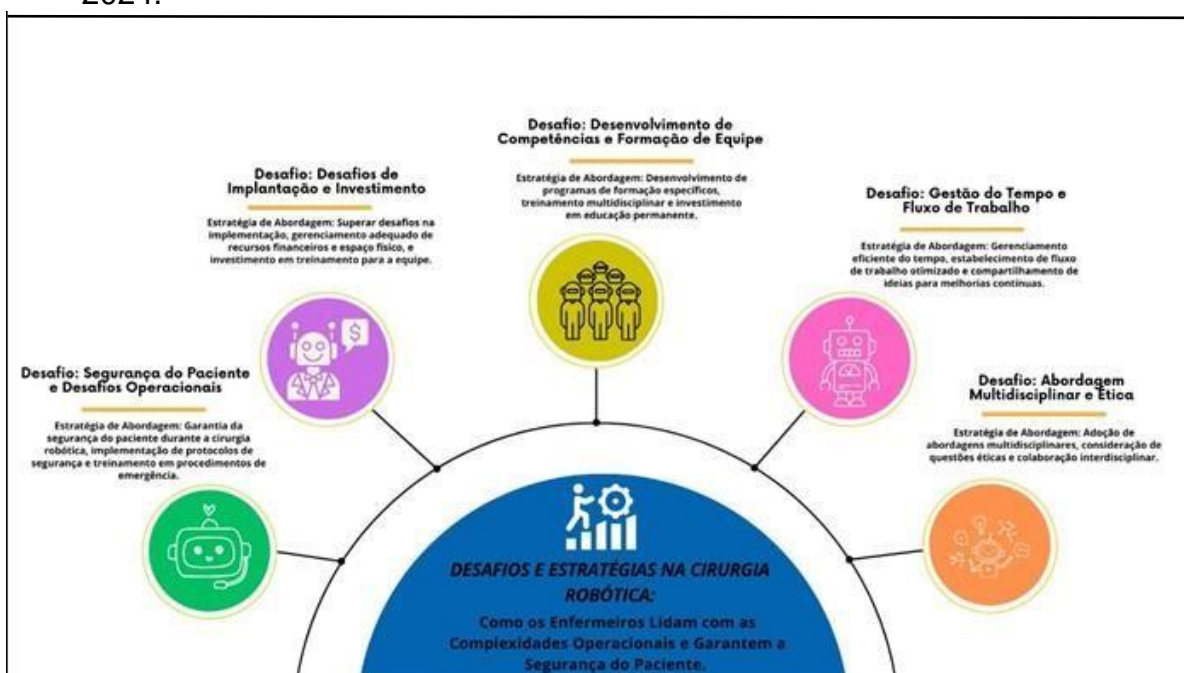 Desafio: Desenvolvimento de
Competências e Formação de Equipe
Estratégia de Abordagem: Desenvolvimento de
programas de formação específicos,
treinamento multidisciplinar e investimento
em educação permanente.
Desafio: Desafios de
Implantação e Investimento
Estratégia de Abordagem: Superar desafios na
implementação, gerenciamento adequado de
recursos financeiros e espaço físico, e
investimento em treinamento para a equipe.
Desafio: Gestão do Tempo e
Fluxo de Trabalho
Estratégia de Abordagem: Gerenciamento
eficiente do tempo, estabelecimento de fluxo
de trabalho otimizado e compartilhamento de
ideias para melhorias contínuas.
$
Desafio: Segurança do Paciente
e Desafios Operacionais
Estratégia de Abordagem: Garantia da
segurança do paciente durante a cirurgia
robótica, implementação de protocolos de
segurança e treinamento em procedimentos de
emergência.
Desafio: Abordagem
Multidisciplinar e Ética
Estratégia de Abordagem: Adoção de
abordagens multidisciplinares, consideração de
questões éticas e colaboração interdisciplinar.
DESAFIOS E ESTRATÉGIAS NA CIRURGIA
ROBÓTICA:
Como os Enfermeiros Lidam com as
Complexidades Operacionais e Garantem a
Segurança do Paciente.